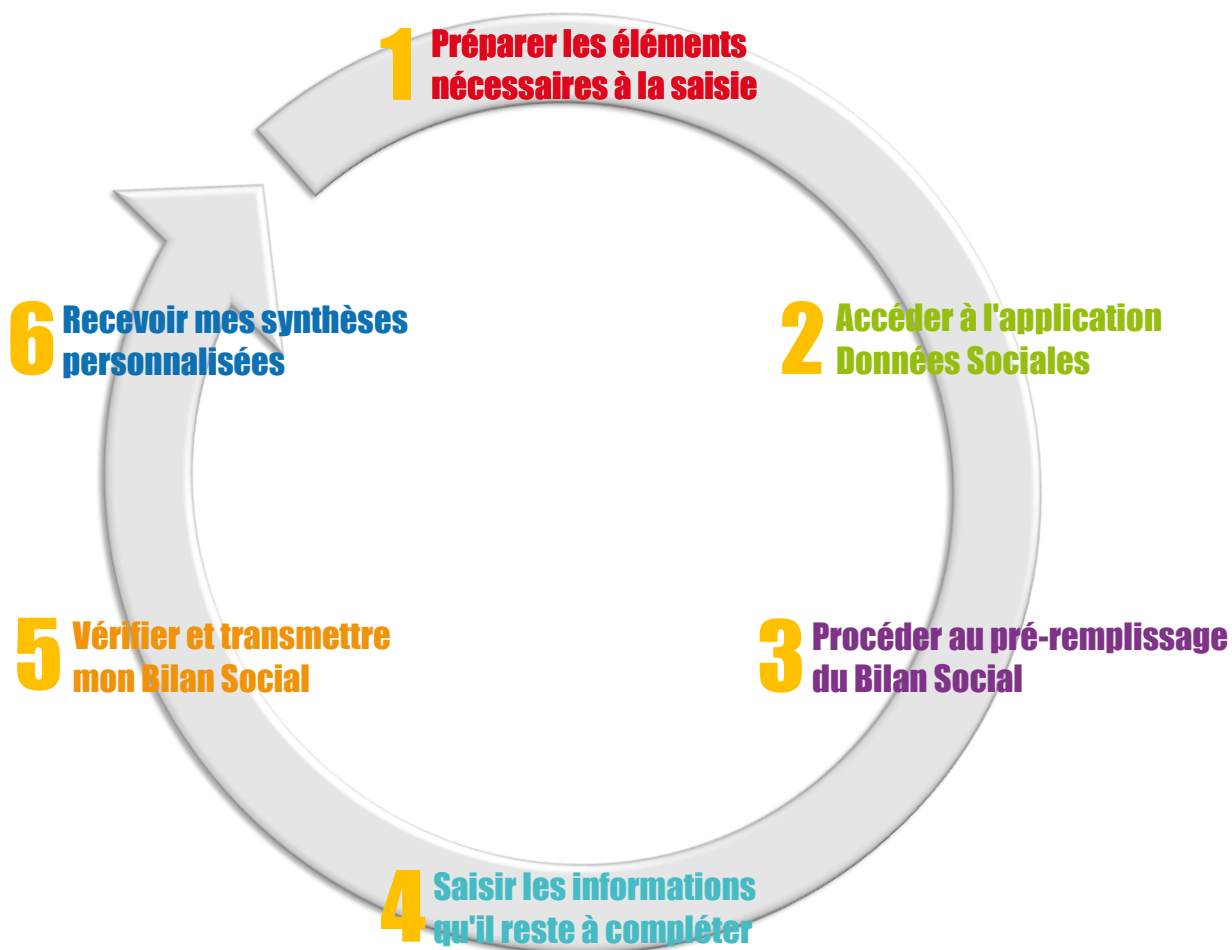 1 Préparer les éléments
nécessaires à la saisie
2 Accéder à l'application
Données Sociales
3 Procéder au pré-remplissage
du Bilan Social
4 Saisir les informations
qu'il reste à compléter
5 Vérifier et transmettre
mon Bilan Social
6 Recevoir mes synthèses
personnalisées